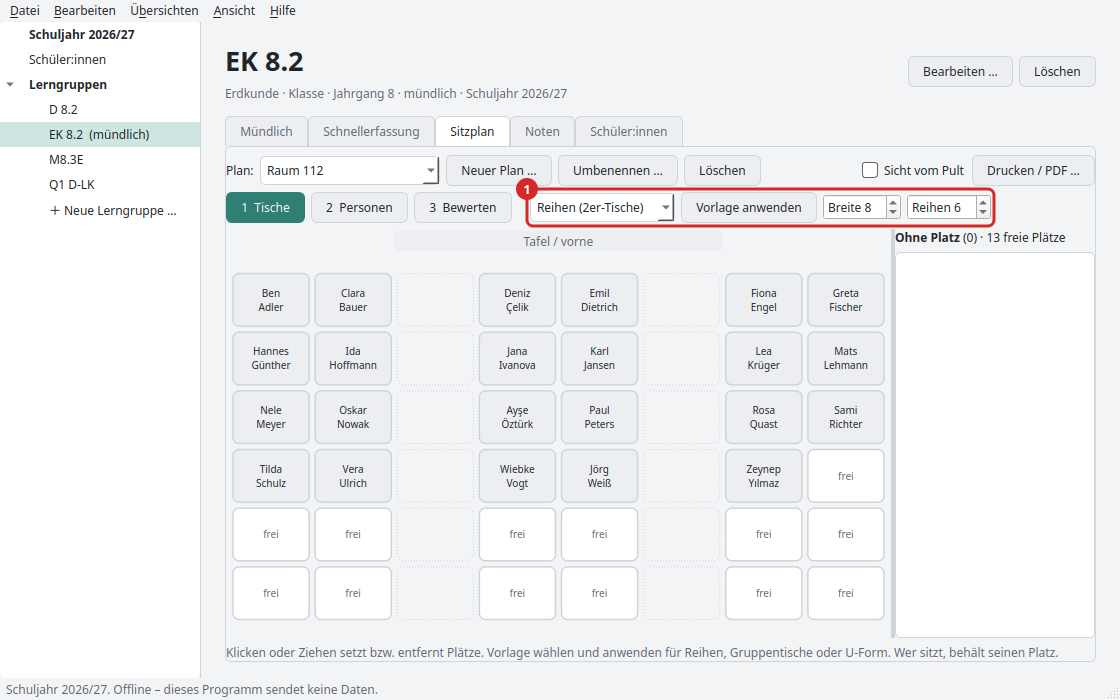 Datei Bearbeiten Übersichten Ansicht Hilfe
Schuljahr 2026/27
Schüler:innen
Lerngruppen
D 8.2
EK 8.2 (mündlich)
M8.3E
Q1 D-LK
+ Neue Lerngruppe ...
EK 8.2
Bearbeiten ... Löschen
Erdkunde · Klasse · Jahrgang 8 · mündlich · Schuljahr 2026/27
Mündlich Schnellerfassung Sitzplan Noten Schüler:innen
Plan: Raum 112 Neuer Plan ... Umbenennen ... Löschen Sicht vom Pult Drucken / PDF ...
1
1 Tische 2 Personen 3 Bewerten Reihen (2er-Tische) Vorlage anwenden Breite 8 Reihen 6
Tafel / vorne
Ohne Platz (0) · 13 freie Plätze
Ben Clara Deniz Emil Fiona Greta
Adler Bauer Çelik Dietrich Engel Fischer
Hannes Ida Jana Karl Lea Mats
Günther Hoffmann Ivanova Jansen Krüger Lehmann
Nele Oskar Ayşe Paul Rosa Sami
Meyer Nowak Öztürk Peters Quast Richter
Tilda Vera Wiebke Jörg Zeynep frei
Schulz Ulrich Vogt Weiß Yılmaz
frei frei frei frei frei frei
frei frei frei frei frei frei
Klicken oder Ziehen setzt bzw. entfernt Plätze. Vorlage wählen und anwenden für Reihen, Gruppentische oder U-Form. Wer sitzt, behält seinen Platz.
Schuljahr 2026/27. Offline – dieses Programm sendet keine Daten.